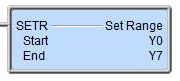 SETR Set Range
Start Y0
End Y7